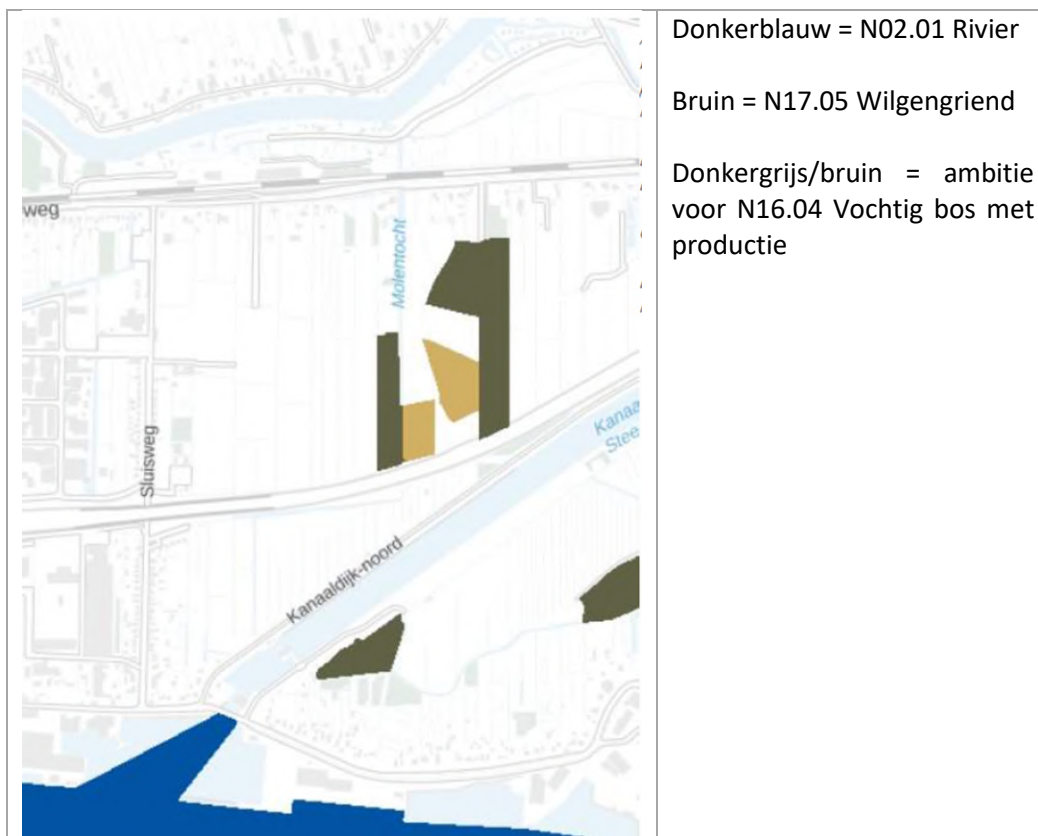 Donkerblauw = N02.01 Rivier
Bruin = N17.05 Wilgengriend
Donkergrijs/bruin = ambitie
voor N16.04 Vochtig bos met
productie
weg
Molentocht
Sluisweg
Kanaa
Stee
Kanaaldijk-noord